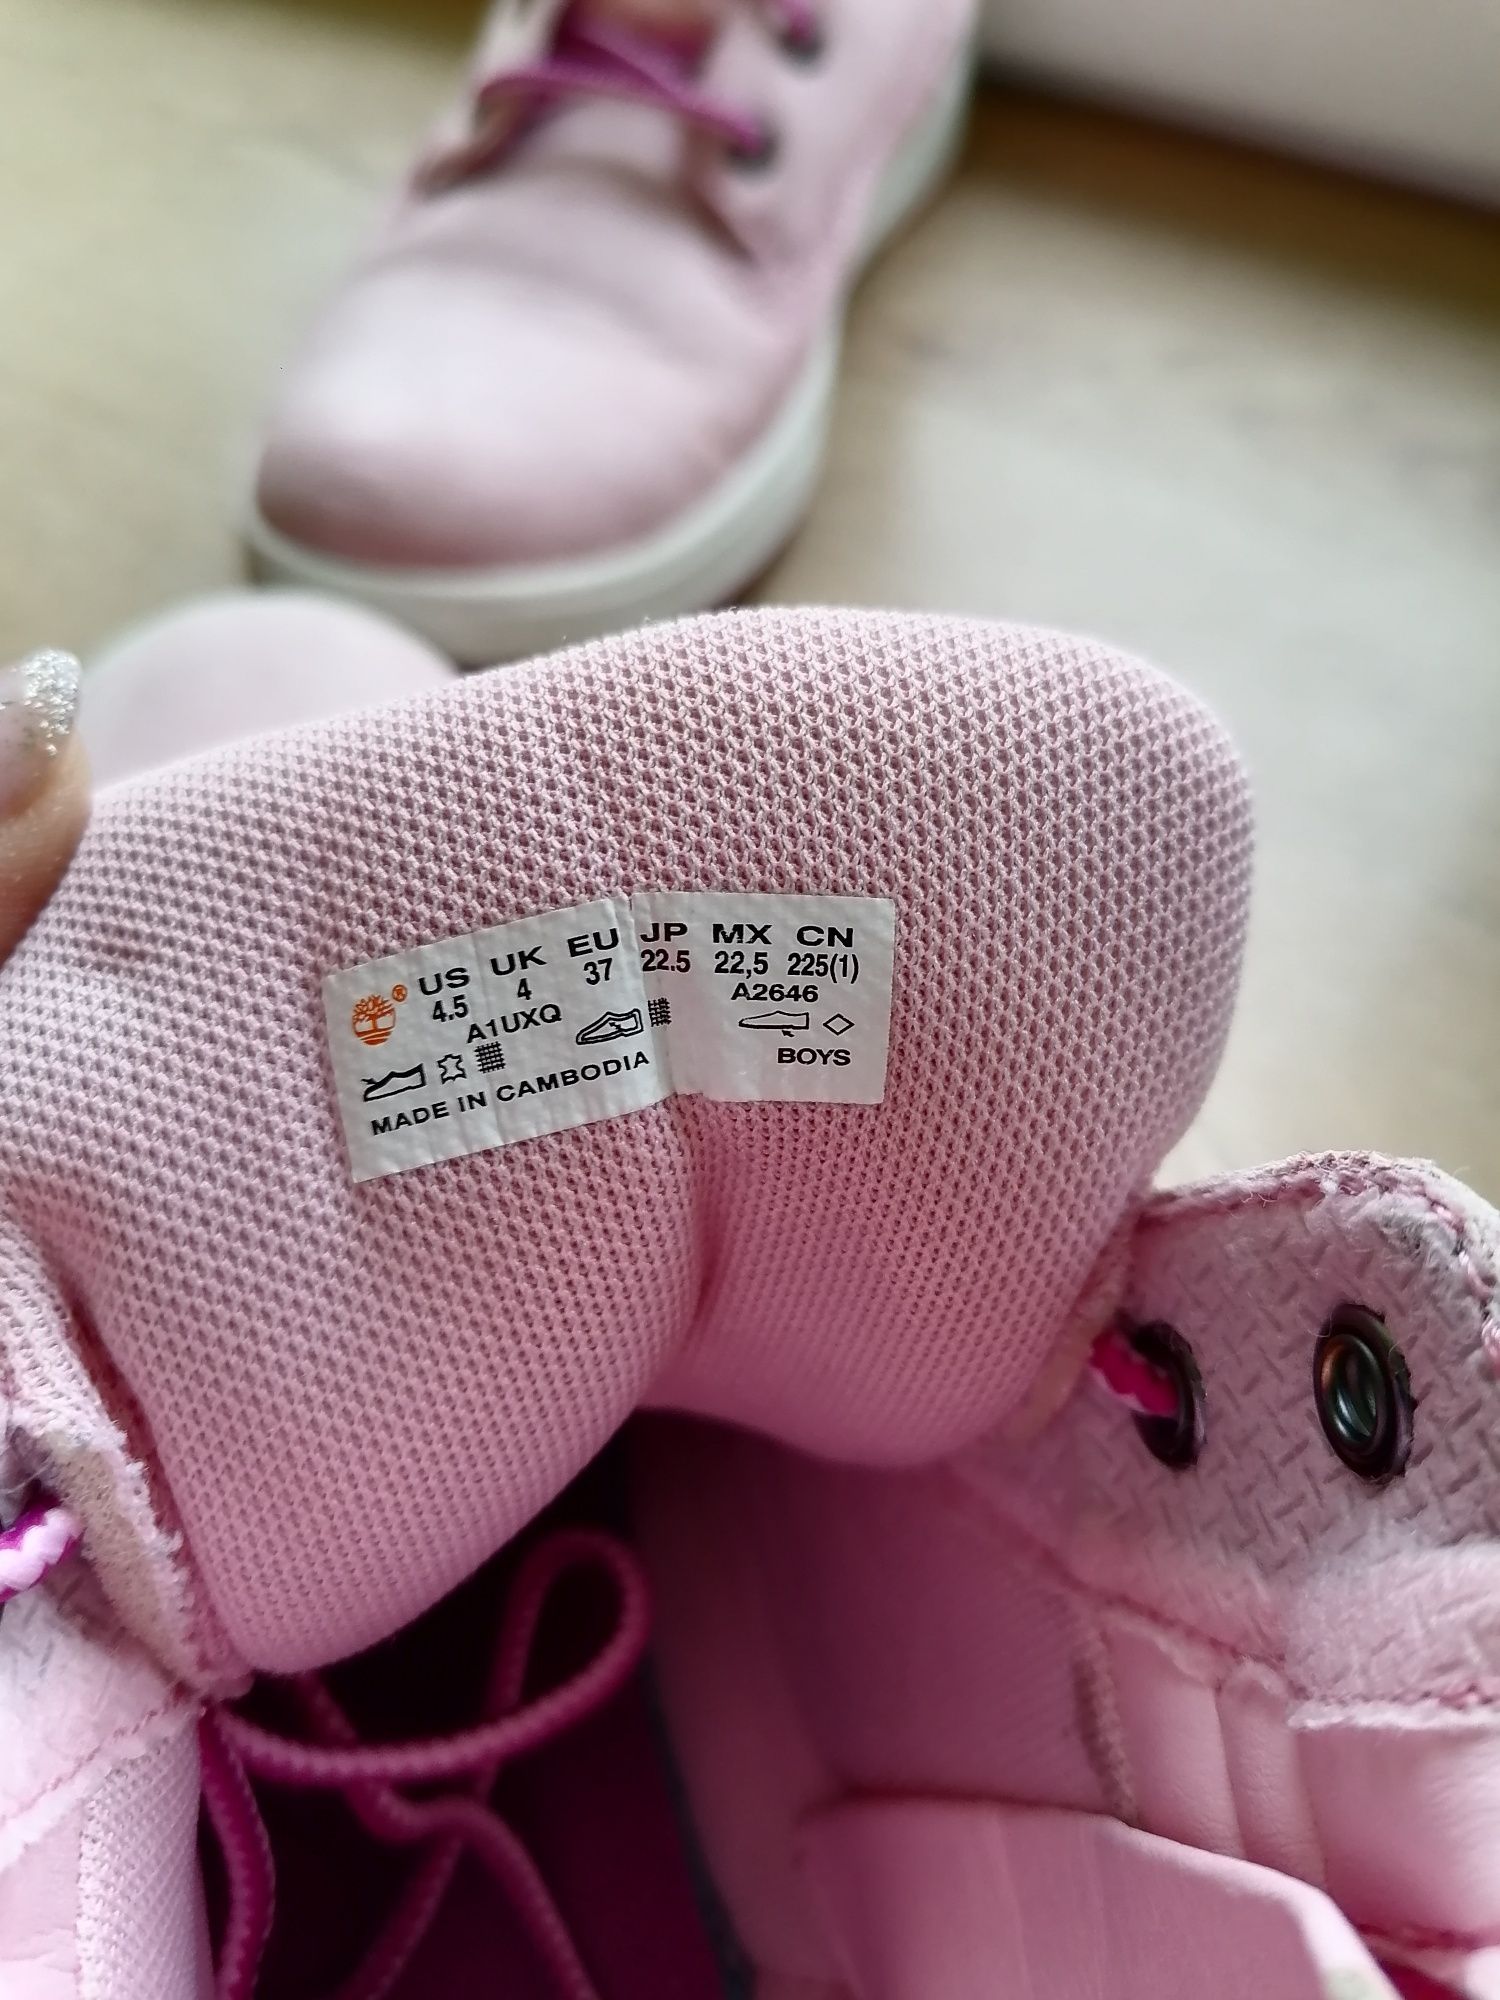 US UK EU JP MX CN
4.5 4 37 22.5 22,5 225(1)
A1UXQ A2646
BOYS
MADE IN CAMBODIA
®